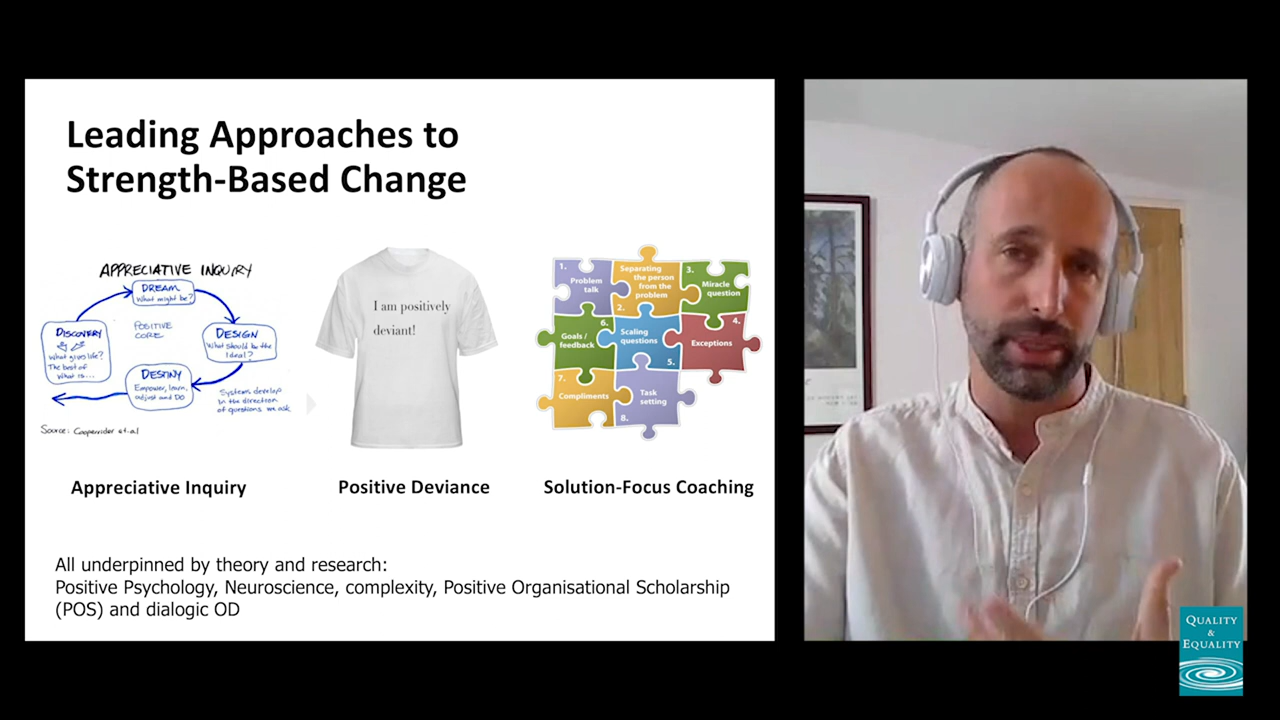 Leading Approaches to
Strength-Based Change
APPRECIATIVE INQUIRY
DREAM
What might be?
DISCOVERY
What gives life?
The best of
what is...
POSITIVE
CORE
DESIGN
What should be the
Ideal?
DESTINY
Empower, learn,
adjust and DO
Systems develop
in the direction
of questions we ask
Source: Cooperrider et.al
I am positively
deviant!
1.
Problem
talk
Separating
the person
from the
problem
2.
3.
Miracle
question
4.
Exceptions
Scaling
questions
5.
6.
Goals/
feedback
7.
Compliments
Task
setting
8.
Appreciative Inquiry
Positive Deviance
Solution-Focus Coaching
All underpinned by theory and research:
Positive Psychology, Neuroscience, complexity, Positive Organisational Scholarship
(POS) and dialogic OD
QUALITY
&
EQUALITY